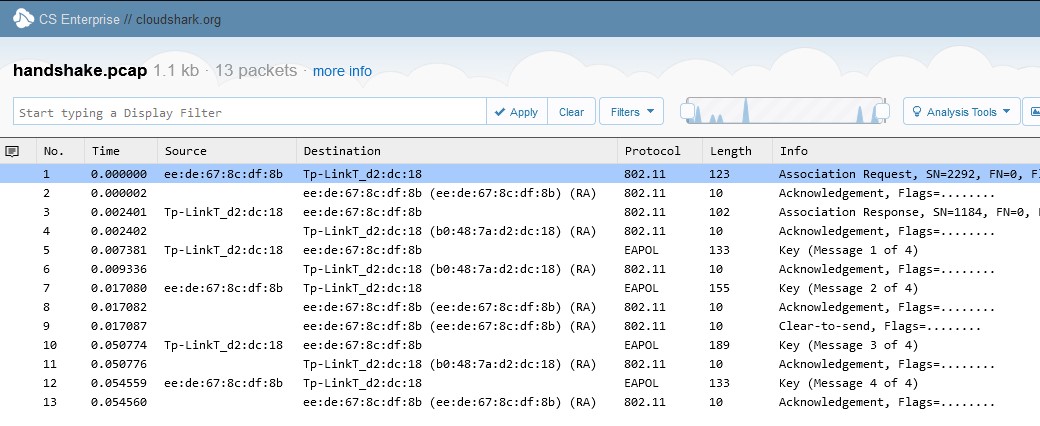 CS Enterprise // cloudshark.org
handshake.pcap 1.1 kb · 13 packets · more info
Start typing a Display Filter Apply Clear Filters Analysis Tools
No. Time Source Destination Protocol Length Info
1 0.000000 ee:de:67:8c:df:8b Tp-LinkT_d2:dc:18 802.11 123 Association Request, SN=2292, FN=0, F
2 0.000002 ee:de:67:8c:df:8b (ee:de:67:8c:df:8b) (RA) 802.11 10 Acknowledgement, Flags=........
3 0.002401 Tp-LinkT_d2:dc:18 ee:de:67:8c:df:8b 802.11 102 Association Response, SN=1184, FN=0,
4 0.002402 Tp-LinkT_d2:dc:18 (b0:48:7a:d2:dc:18) (RA) 802.11 10 Acknowledgement, Flags=........
5 0.007381 Tp-LinkT_d2:dc:18 ee:de:67:8c:df:8b EAPOL 133 Key (Message 1 of 4)
6 0.009336 Tp-LinkT_d2:dc:18 (b0:48:7a:d2:dc:18) (RA) 802.11 10 Acknowledgement, Flags=........
7 0.017080 ee:de:67:8c:df:8b Tp-LinkT_d2:dc:18 EAPOL 155 Key (Message 2 of 4)
8 0.017082 ee:de:67:8c:df:8b (ee:de:67:8c:df:8b) (RA) 802.11 10 Acknowledgement, Flags=........
9 0.017087 ee:de:67:8c:df:8b (ee:de:67:8c:df:8b) (RA) 802.11 10 Clear-to-send, Flags=........
10 0.050774 Tp-LinkT_d2:dc:18 ee:de:67:8c:df:8b EAPOL 189 Key (Message 3 of 4)
11 0.050776 Tp-LinkT_d2:dc:18 (b0:48:7a:d2:dc:18) (RA) 802.11 10 Acknowledgement, Flags=........
12 0.054559 ee:de:67:8c:df:8b Tp-LinkT_d2:dc:18 EAPOL 133 Key (Message 4 of 4)
13 0.054560 ee:de:67:8c:df:8b (ee:de:67:8c:df:8b) (RA) 802.11 10 Acknowledgement, Flags=........